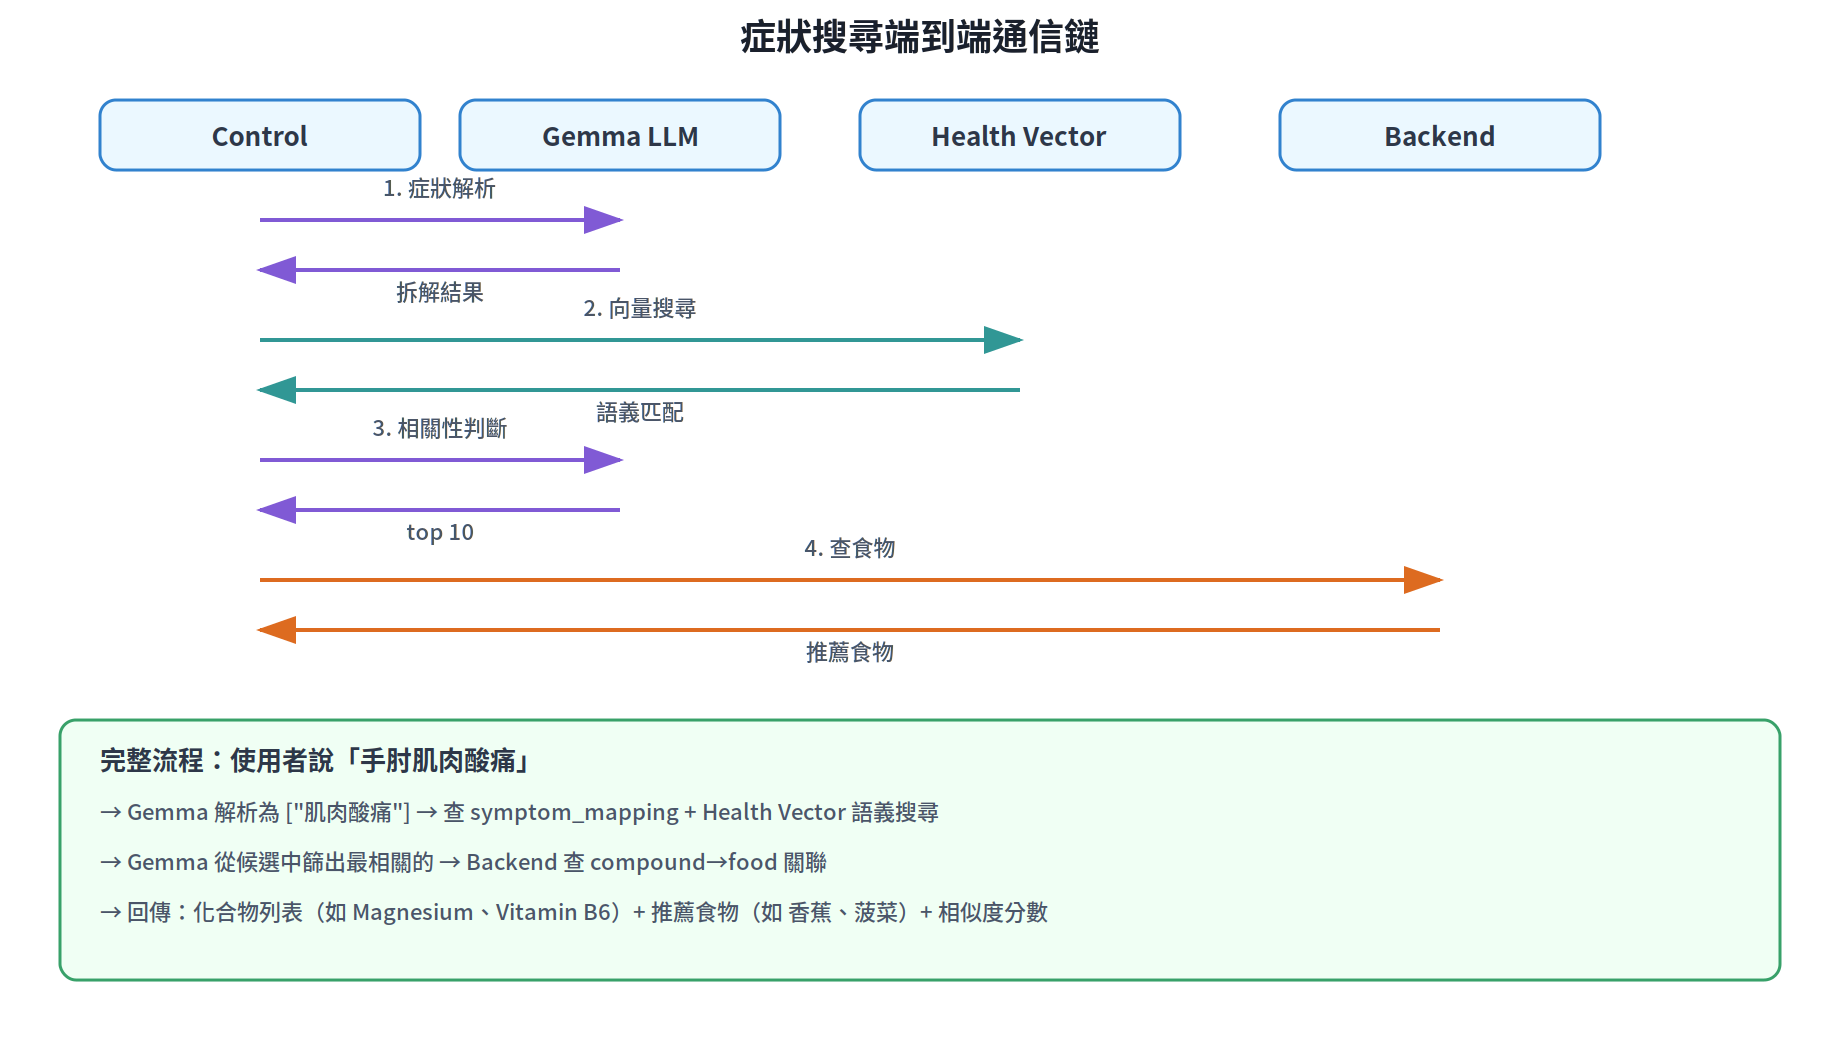 症狀搜尋端到端通信鏈
Control
Gemma LLM
Health Vector
Backend
1. 症狀解析
拆解結果
2. 向量搜尋
語義匹配
3. 相關性判斷
top 10
4. 查食物
推薦食物
完整流程：使用者說「手肘肌肉酸痛」
→ Gemma 解析為 ["肌肉酸痛"] → 查 symptom_mapping + Health Vector 語義搜尋
→ Gemma 從候選中篩出最相關的 → Backend 查 compound→food 關聯
→ 回傳：化合物列表（如 Magnesium、Vitamin B6）+ 推薦食物（如 香蕉、菠菜）+ 相似度分數